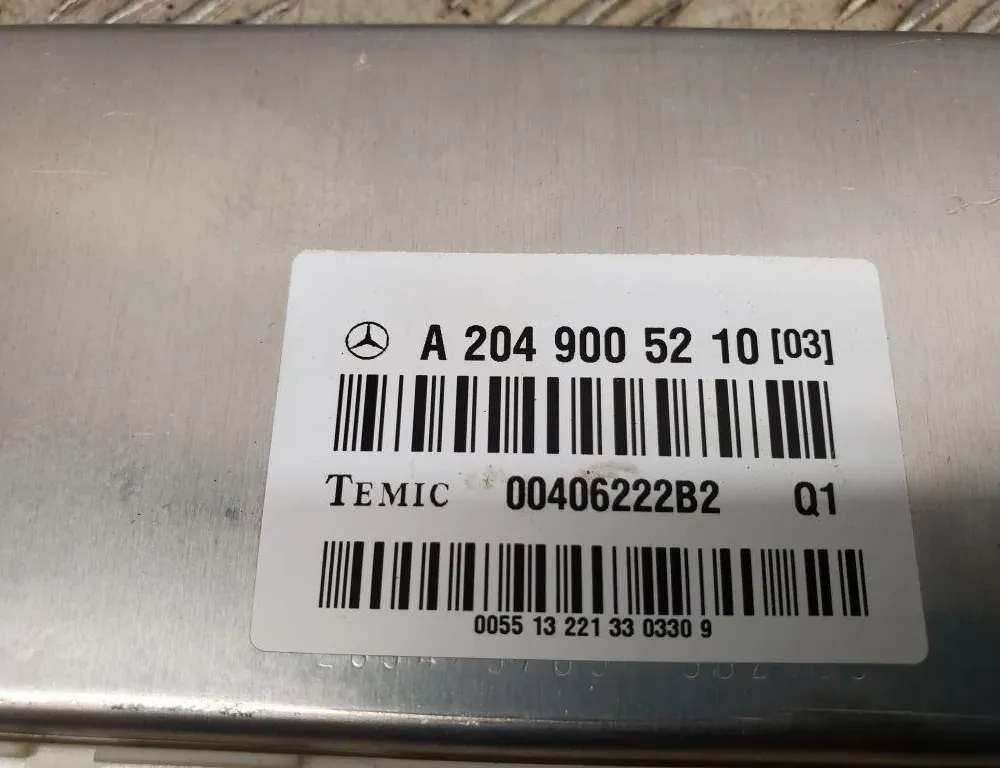 A 204 900 52 10 [03]
TEMIC 00406222B2 Q1
0055 13 221 33 0330 9